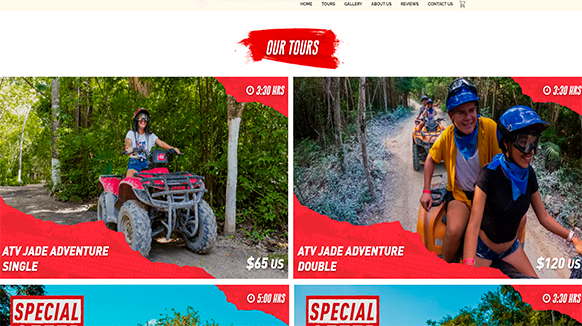 HOME TOURS GALLERY ABOUT US REVIEWS CONTACT US
OUR TOURS
3:30 HRS
3:30 HRS
ATV JADE ADVENTURE
SINGLE
$65 US
ATV JADE ADVENTURE
DOUBLE
$120 US
SPECIAL
5:00 HRS
SPECIAL
3:30 HRS